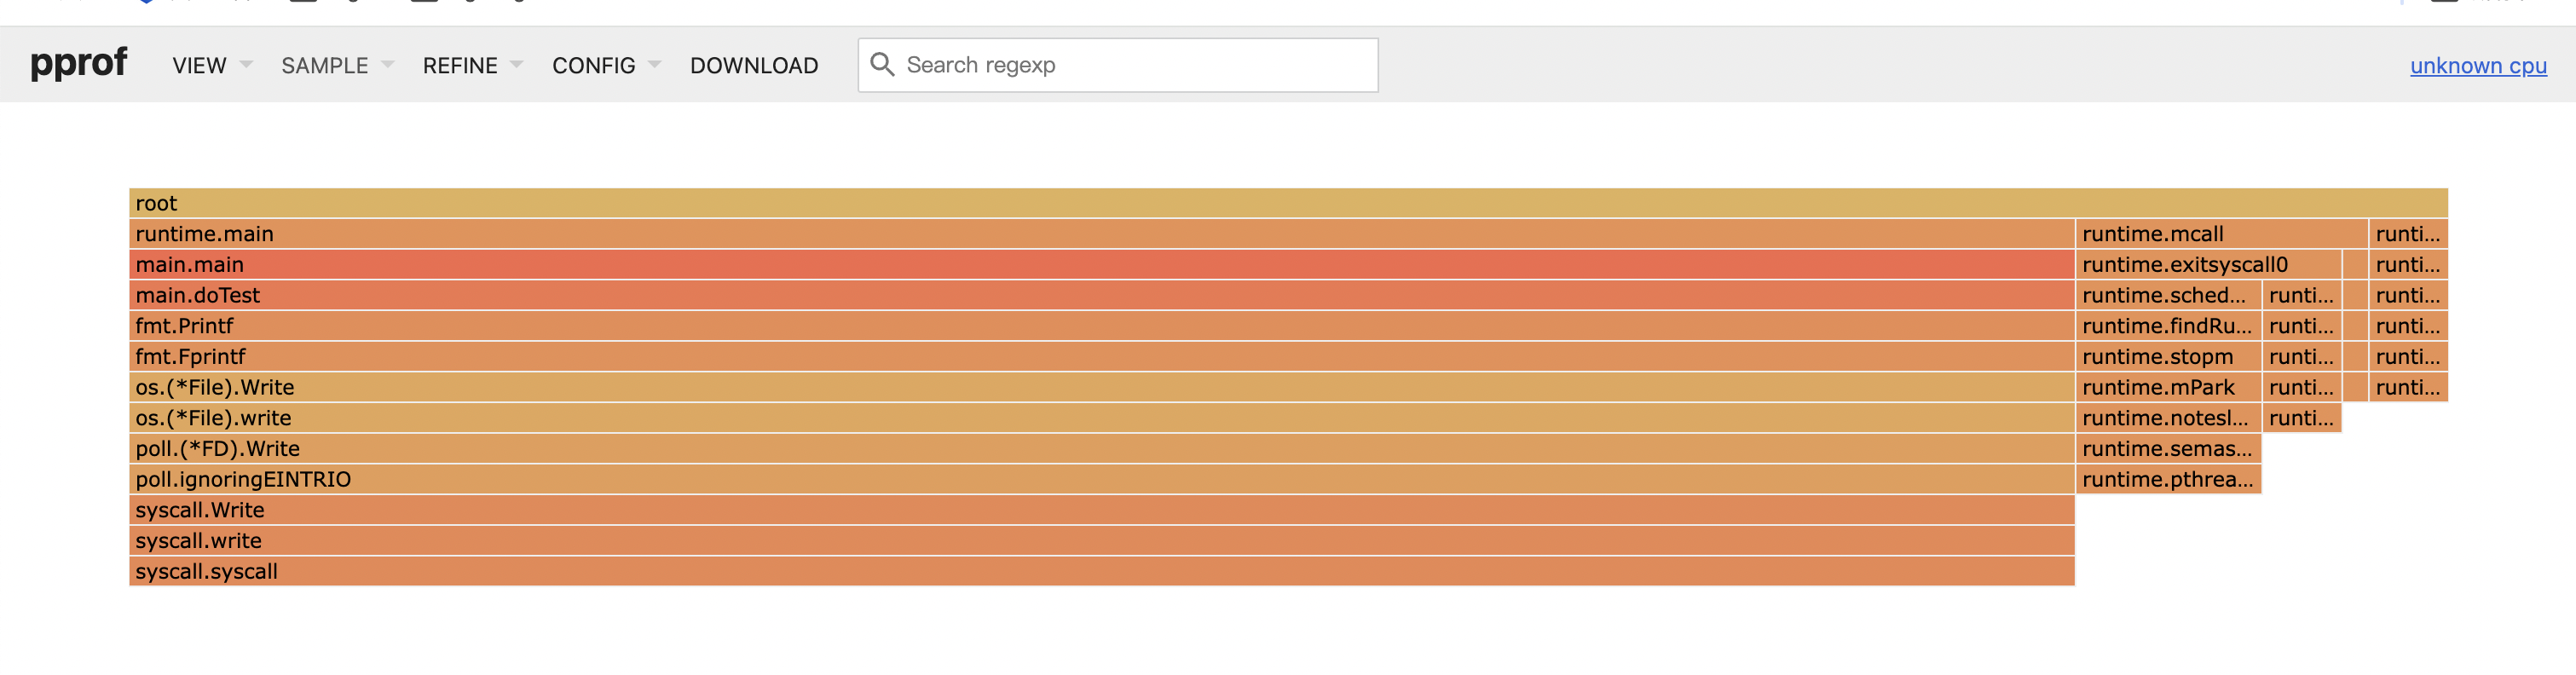 pprof VIEW SAMPLE REFINE CONFIG DOWNLOAD Search regexp unknown cpu
root
runtime.main runtime.mcall runti...
main.main runtime.exitsyscall0 runti...
main.doTest runtime.sched... runti... runti...
fmt.Printf runtime.findRu... runti... runti...
fmt.Fprintf runtime.stopm runti... runti...
os.(*File).Write runtime.mPark runti... runti...
os.(*File).write runtime.notesl... runti...
poll.(*FD).Write runtime.semas...
poll.ignoringEINTRIO runtime.pthrea...
syscall.Write
syscall.write
syscall.syscall